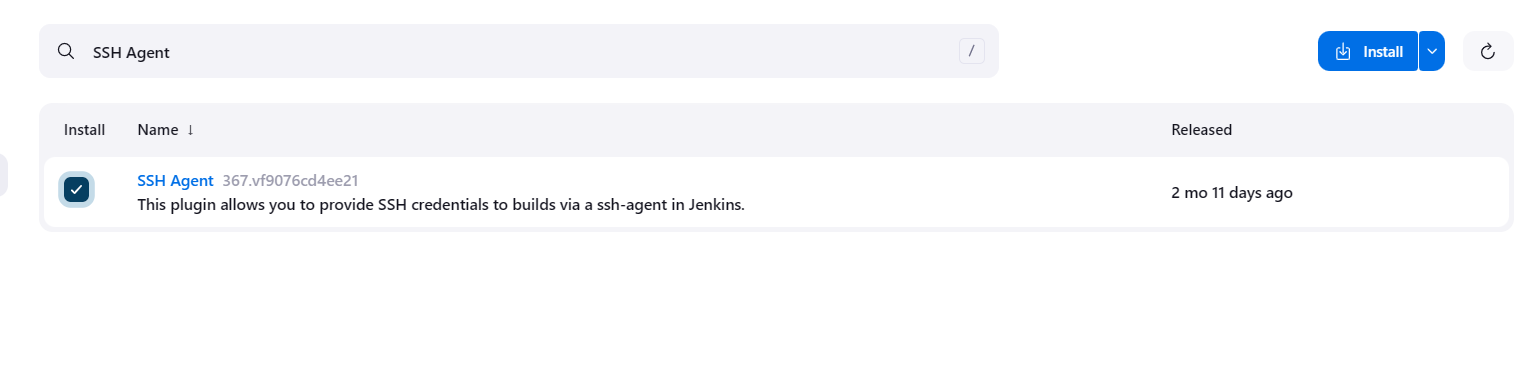 SSH Agent /
Install
Install Name ↓ Released
SSH Agent 367.vf9076cd4ee21
This plugin allows you to provide SSH credentials to builds via a ssh-agent in Jenkins.
2 mo 11 days ago